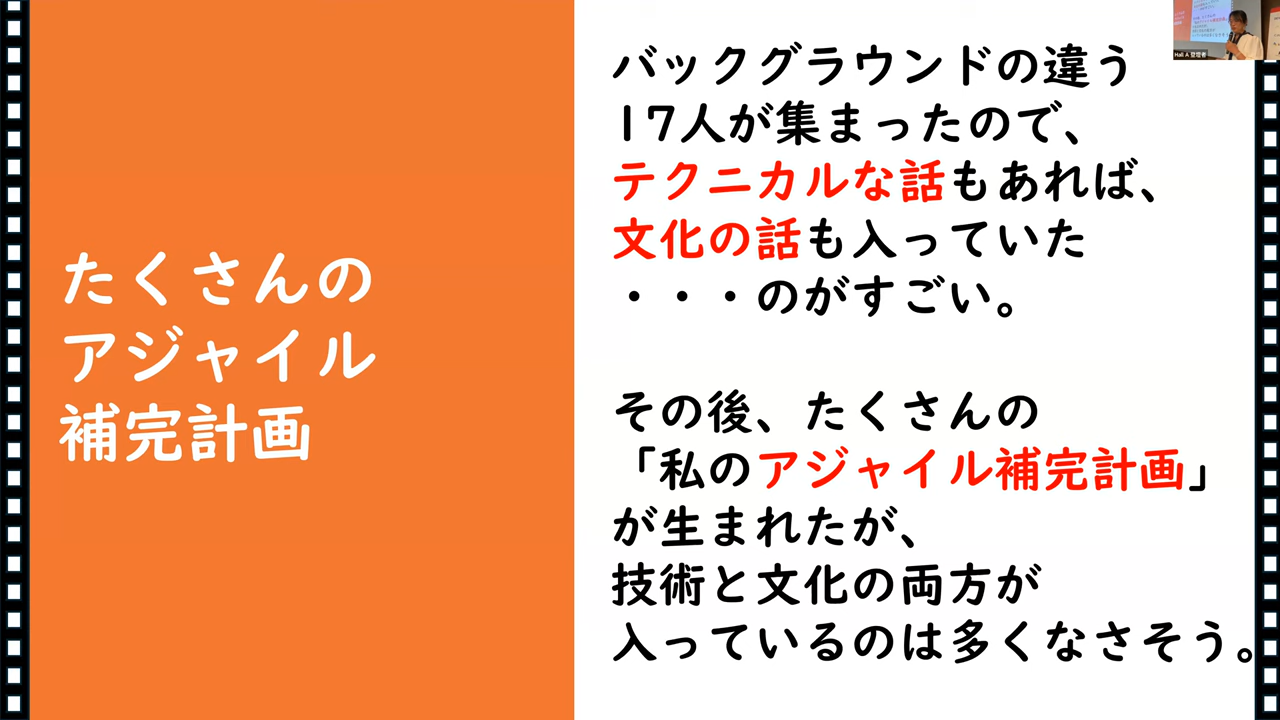 たくさんの
アジャイル
補完計画
バックグラウンドの違う
17人が集まったので、
テクニカルな話もあれば、
文化の話も入っていた
・・・のがすごい。
その後、たくさんの
「私のアジャイル補完計画」
が生まれたが、
技術と文化の両方が
入っているのは多くなさそう。
Hall A 登壇者